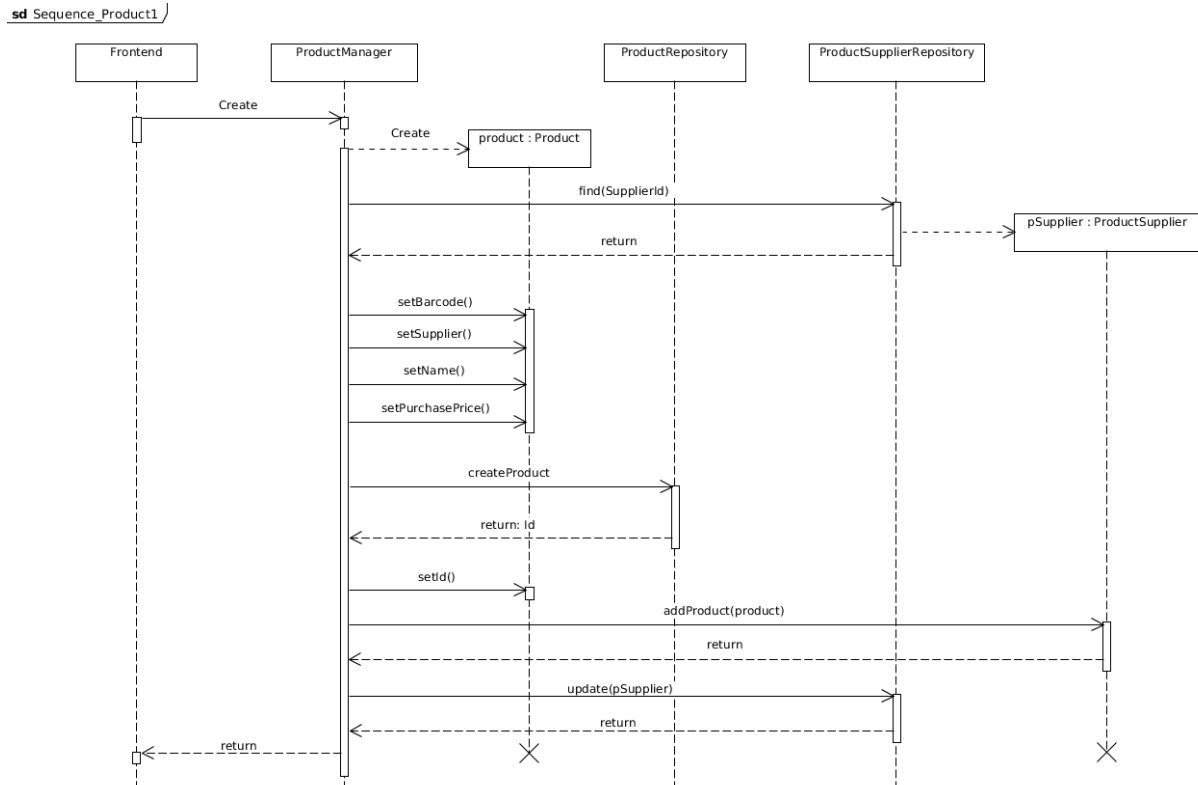 sd Sequence_Product1
Frontend
ProductManager
ProductRepository
ProductSupplierRepository
Create
Create
product : Product
find(SupplierId)
pSupplier : ProductSupplier
return
setBarcode()
setSupplier()
setName()
setPurchasePrice()
createProduct
return: Id
setId()
addProduct(product)
return
update(pSupplier)
return
return